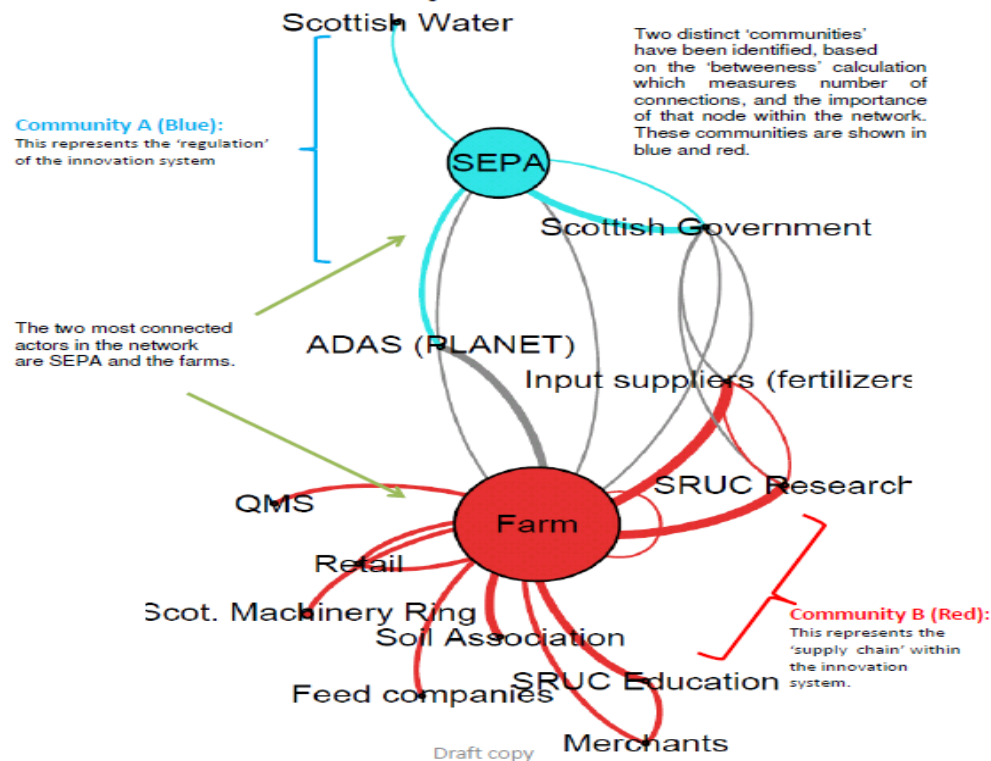 Scottish Water
Two distinct ‘communities’
have been identified, based
on the ‘betweeness’ calculation
which measures number of
connections, and the importance
of that node within the network.
These communities are shown in
blue and red.
Community A (Blue):
This represents the ‘regulation’
of the innovation system
SEPA
Scottish Government
The two most connected
actors in the network
are SEPA and the farms.
ADAS (PLANET)
Input suppliers (fertilizers
SRUC Research
QMS
Farm
Retail
Scot. Machinery Ring
Soil Association
Community B (Red):
This represents the
‘supply chain’ within
the innovation
system.
SRUC Education
Feed companies
Merchants
Draft copy